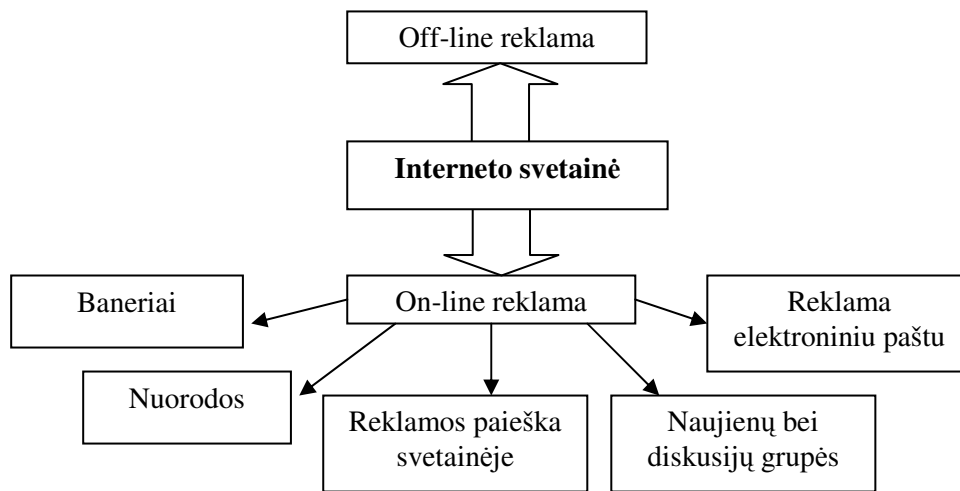 Off-line reklama
Interneto svetainė
On-line reklama
Baneriai
Reklama
elektroniniu paštu
Nuorodos
Reklamos paieška
svetainėje
Naujienų bei
diskusijų grupės